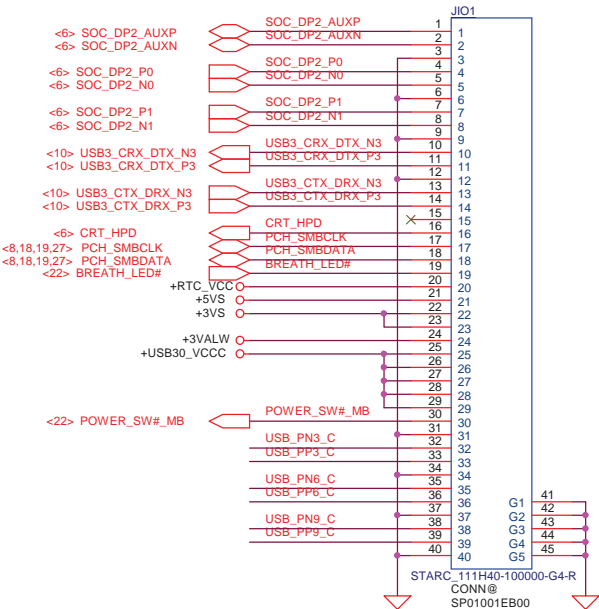 JIO1
<6> SOC_DP2_AUXP SOC_DP2_AUXP 1 1
<6> SOC_DP2_AUXN SOC_DP2_AUXN 2 2
3 3
<6> SOC_DP2_P0 SOC_DP2_P0 4 4
<6> SOC_DP2_N0 SOC_DP2_N0 5 5
6 6
<6> SOC_DP2_P1 SOC_DP2_P1 7 7
<6> SOC_DP2_N1 SOC_DP2_N1 8 8
9 9
<10> USB3_CRX_DTX_N3 USB3_CRX_DTX_N3 10 10
<10> USB3_CRX_DTX_P3 USB3_CRX_DTX_P3 11 11
12 12
<10> USB3_CTX_DRX_N3 USB3_CTX_DRX_N3 13 13
<10> USB3_CTX_DRX_P3 USB3_CTX_DRX_P3 14 14
15 15
<6> CRT_HPD CRT_HPD 16 16
<8,18,19,27> PCH_SMBCLK PCH_SMBCLK 17 17
<8,18,19,27> PCH_SMBDATA PCH_SMBDATA 18 18
<22> BREATH_LED# BREATH_LED# 19 19
+RTC_VCC 20 20
+5VS 21 21
+3VS 22 22
23 23
+3VALW 24 24
+USB30_VCCC 25 25
26 26
27 27
28 28
29 29
<22> POWER_SW#_MB POWER_SW#_MB 30 30
31 31
USB_PN3_C 32 32
USB_PP3_C 33 33
34 34
USB_PN6_C 35 35
USB_PP6_C 36 36
37 37
USB_PN9_C 38 38
USB_PP9_C 39 39
40 40
G1 41
G2 42
G3 43
G4 44
G5 45
STARC_111H40-100000-G4-R
CONN@
SP01001EB00